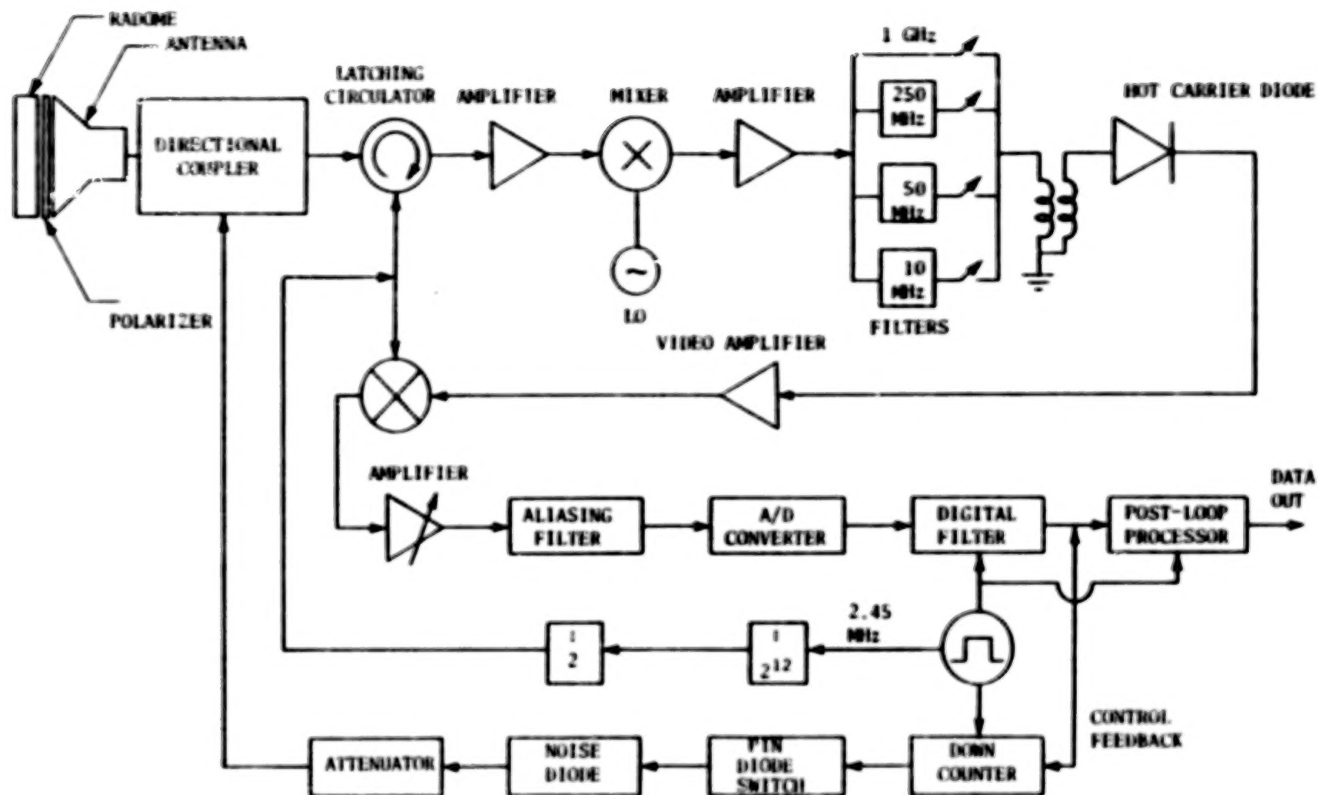 RADOME
ANTENNA
LATCHING
CIRCULATOR
AMPLIFIER
MIXER
AMPLIFIER
1 GHz
250
MHz
50
MHz
10
MHz
FILTERS
HOT CARRIER DIODE
DIRECTIONAL
COUPLER
POLARIZER
~
LO
VIDEO AMPLIFIER
AMPLIFIER
ALIASING
FILTER
A/D
CONVERTER
DIGITAL
FILTER
POST-LOOP
PROCESSOR
DATA
OUT
2.45
MHz
1
2
1
2^12
CONTROL
FEEDBACK
ATTENUATOR
NOISE
DIODE
PIN
DIODE
SWITCH
DOWN
COUNTER